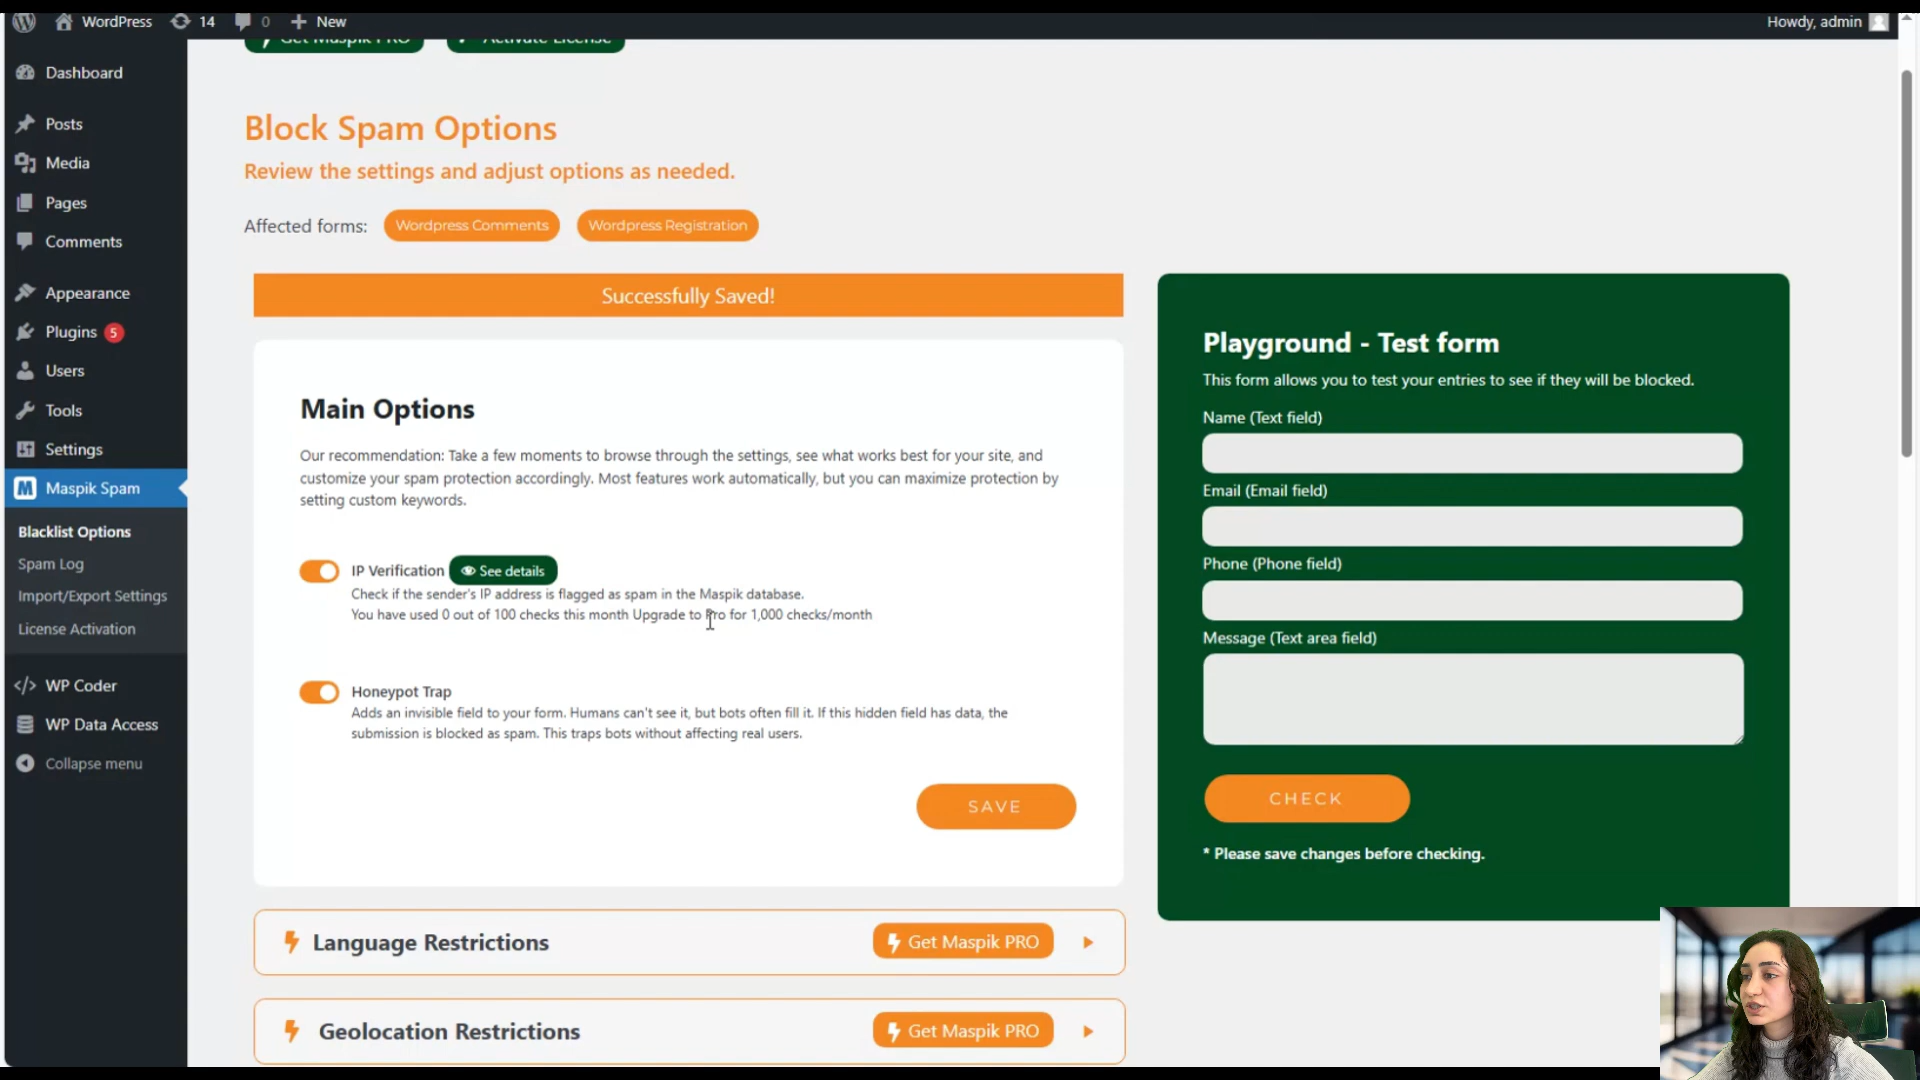 WordPress
14
0
New
Howdy, admin
Dashboard
Posts
Media
Pages
Comments
Appearance
Plugins 5
Users
Tools
Settings
Maspik Spam
Blacklist Options
Spam Log
Import/Export Settings
License Activation
</> WP Coder
WP Data Access
Collapse menu
Get Maspik PRO
Activate License
Block Spam Options
Review the settings and adjust options as needed.
Affected forms:
Wordpress Comments
Wordpress Registration
Successfully Saved!
Main Options
Our recommendation: Take a few moments to browse through the settings, see what works best for your site, and
customize your spam protection accordingly. Most features work automatically, but you can maximize protection by
setting custom keywords.
IP Verification
See details
Check if the sender's IP address is flagged as spam in the Maspik database.
You have used 0 out of 100 checks this month Upgrade to Pro for 1,000 checks/month
Honeypot Trap
Adds an invisible field to your form. Humans can't see it, but bots often fill it. If this hidden field has data, the
submission is blocked as spam. This traps bots without affecting real users.
SAVE
Language Restrictions
Get Maspik PRO
Geolocation Restrictions
Get Maspik PRO
Playground - Test form
This form allows you to test your entries to see if they will be blocked.
Name (Text field)
Email (Email field)
Phone (Phone field)
Message (Text area field)
CHECK
* Please save changes before checking.